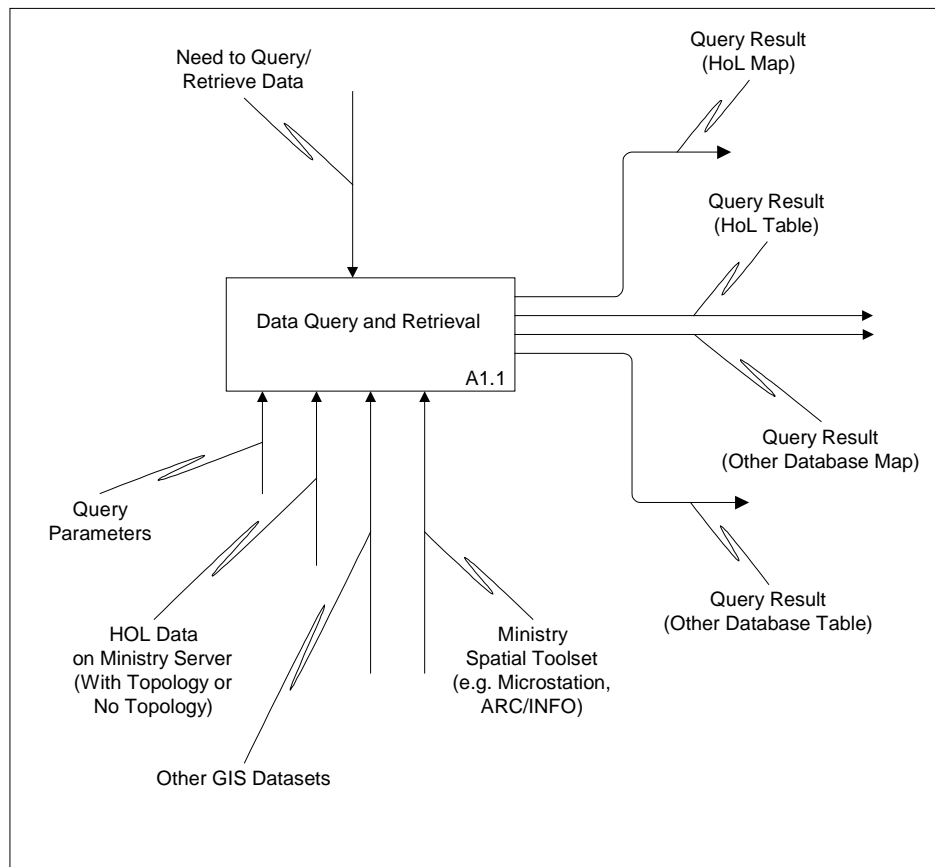 Need to Query/
Retrieve Data
Query Result
(HoL Map)
Query Result
(HoL Table)
Data Query and Retrieval
A1.1
Query Result
(Other Database Map)
Query
Parameters
Query Result
(Other Database Table)
HOL Data
on Ministry Server
(With Topology or
No Topology)
Ministry
Spatial Toolset
(e.g. Microstation,
ARC/INFO)
Other GIS Datasets